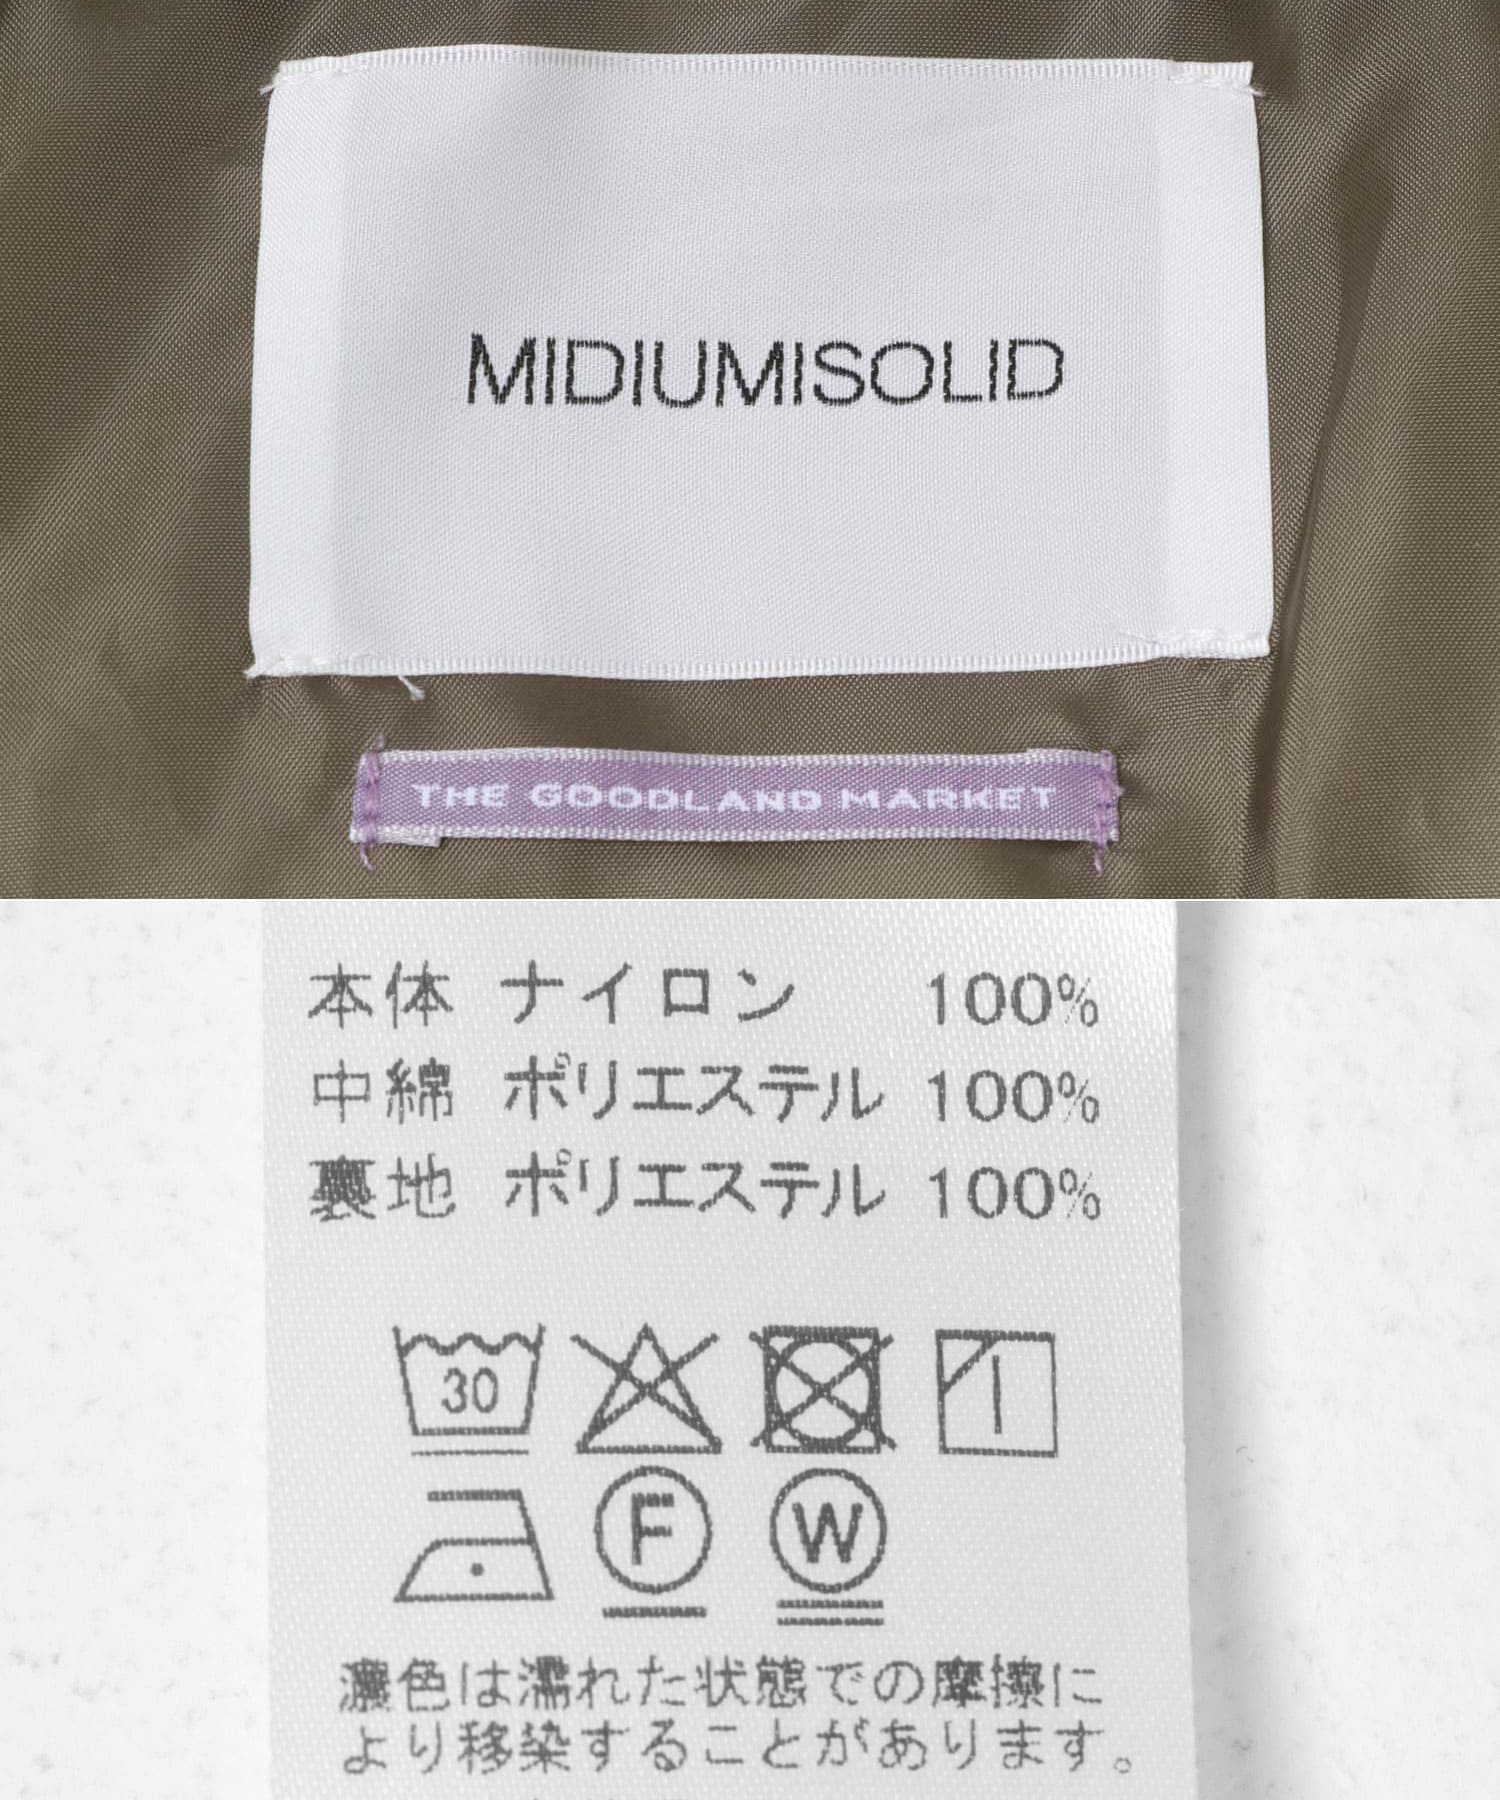 MIDIUMISOLID
THE GOODLAND MARKET
本体 ナイロン 100%
中綿 ポリエステル 100%
裏地 ポリエステル 100%
30
F W
濃色は濡れた状態での摩擦に
より移染することがあります。